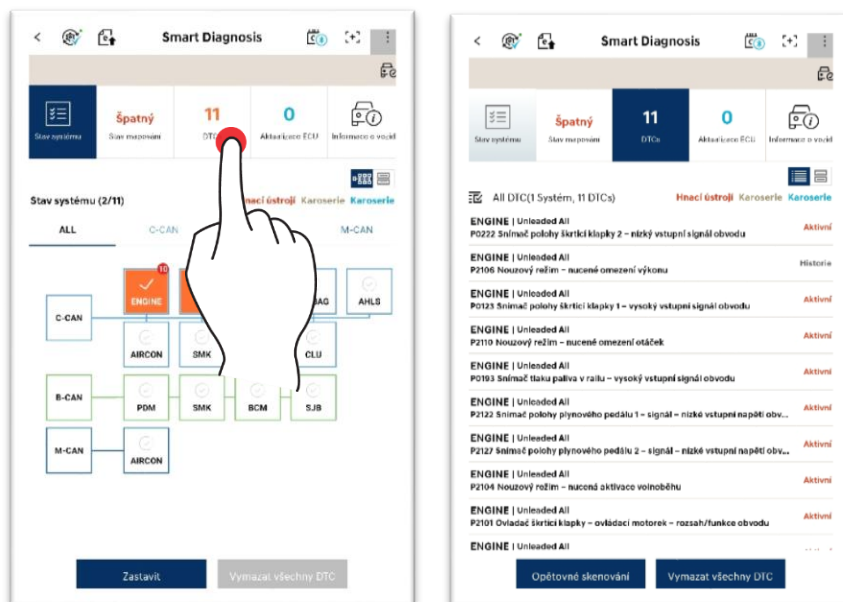 Smart Diagnosis
Špatný
11
0
Stav systému
Stav mapování
Aktualizace ECU
Informace o vozid
Stav systému (2/11)
Hnací ústrojí Karoserie Karoserie
ALL
C-CAN
M-CAN
10
ENGINE
AHLS
C-CAN
AIRCON
SMK
CLU
B-CAN
PDM
SMK
BCM
SJB
M-CAN
AIRCON
Zastavit
Vymazat všechny DTC
Smart Diagnosis
Špatný
11
0
Stav systému
Stav mapování
DTCs
Aktualizace ECU
Informace o vozid
All DTC(1 Systém, 11 DTCs)
Hnací ústrojí Karoserie Karoserie
ENGINE | Unleaded All
P0222 Snímač polohy škrticí klapky 2 – nízký vstupní signál obvodu
Aktivní
ENGINE | Unleaded All
P2106 Nouzový režim – nucené omezení výkonu
Historie
ENGINE | Unleaded All
P0123 Snímač polohy škrticí klapky 1 – vysoký vstupní signál obvodu
Aktivní
ENGINE | Unleaded All
P2110 Nouzový režim – nucené omezení otáček
Aktivní
ENGINE | Unleaded All
P0193 Snímač tlaku paliva v railu – vysoký vstupní signál obvodu
Aktivní
ENGINE | Unleaded All
P2122 Snímač polohy plynového pedálu 1 – signál – nízké vstupní napětí obv...
Aktivní
ENGINE | Unleaded All
P2127 Snímač polohy plynového pedálu 2 – signál – nízké vstupní napětí obv...
Aktivní
ENGINE | Unleaded All
P2104 Nouzový režim – nucená aktivace volnoběhu
Aktivní
ENGINE | Unleaded All
P2101 Ovladač škrticí klapky – ovládací motorek – rozsah/funkce obvodu
Aktivní
ENGINE | Unleaded All
Opětovné skenování
Vymazat všechny DTC